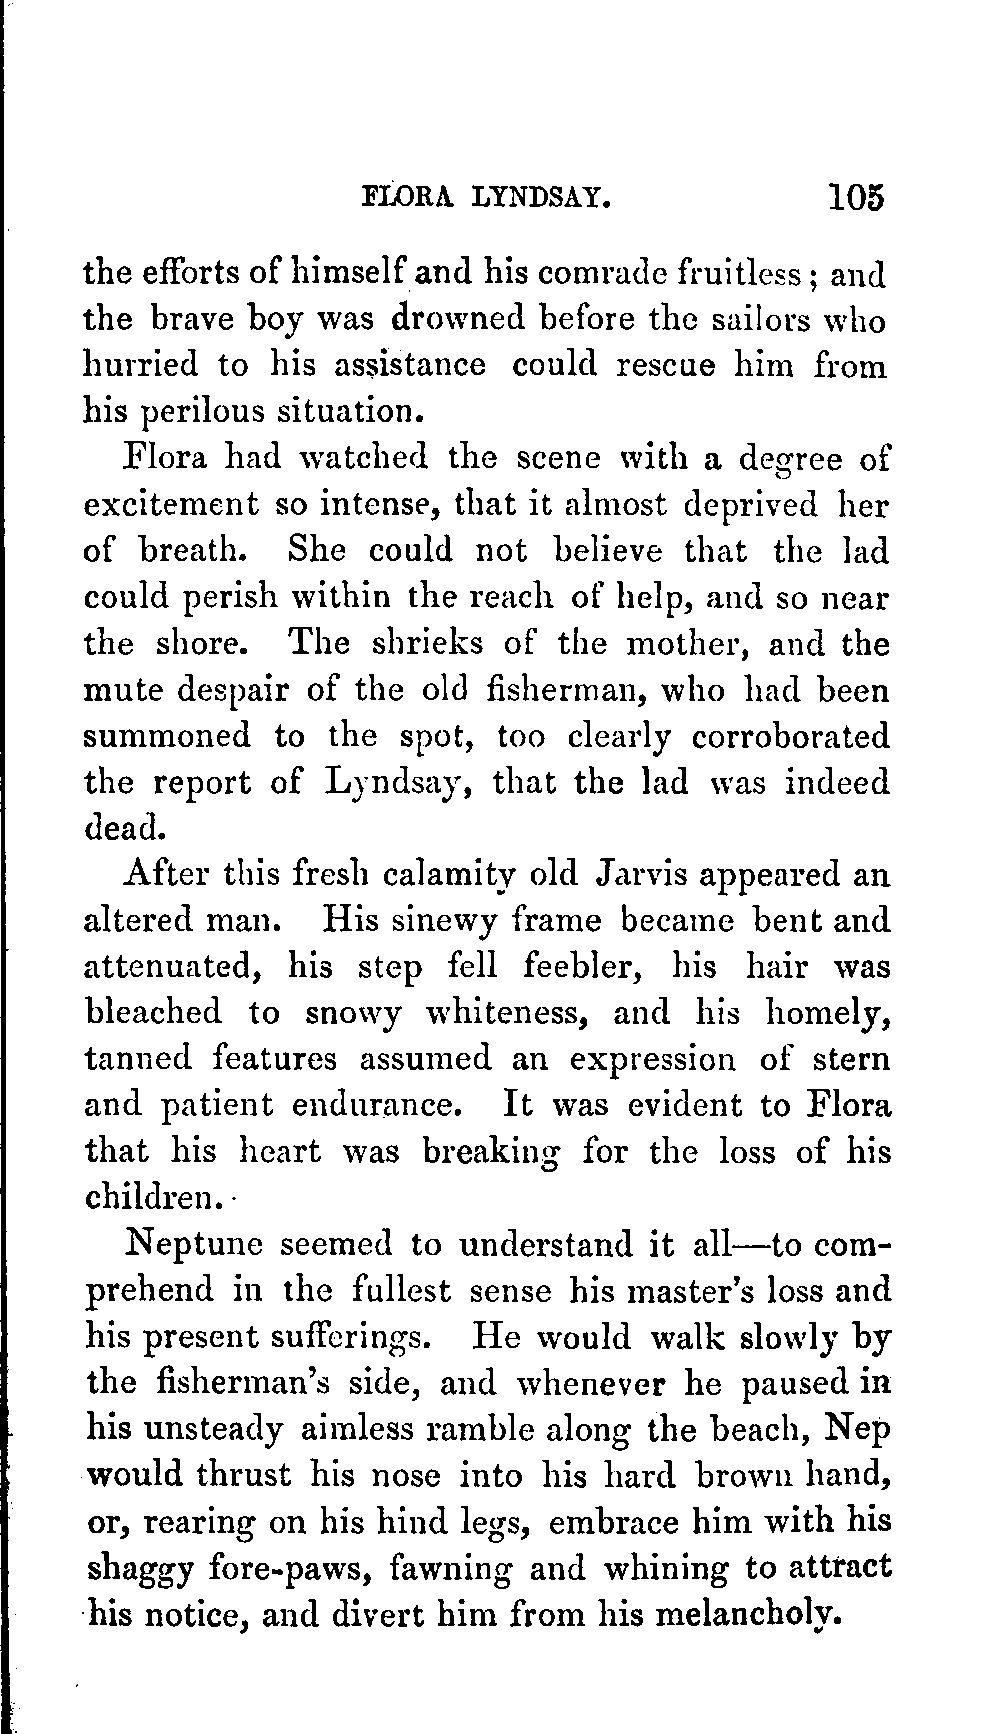 FLORA LYNDSAY. 105
the efforts of himself and his comrade fruitless; and
the brave boy was drowned before the sailors who
hurried to his assistance could rescue him from
his perilous situation.
Flora had watched the scene with a degree of
excitement so intense, that it almost deprived her
of breath. She could not believe that the lad
could perish within the reach of help, and so near
the shore. The shrieks of the mother, and the
mute despair of the old fisherman, who had been
summoned to the spot, too clearly corroborated
the report of Lyndsay, that the lad was indeed
dead.
After this fresh calamity old Jarvis appeared an
altered man. His sinewy frame became bent and
attenuated, his step fell feebler, his hair was
bleached to snowy whiteness, and his homely,
tanned features assumed an expression of stern
and patient endurance. It was evident to Flora
that his heart was breaking for the loss of his
children.
Neptune seemed to understand it all—to com-
prehend in the fullest sense his master's loss and
his present sufferings. He would walk slowly by
the fisherman's side, and whenever he paused in
his unsteady aimless ramble along the beach, Nep
would thrust his nose into his hard brown hand,
or, rearing on his hind legs, embrace him with his
shaggy fore-paws, fawning and whining to attract
his notice, and divert him from his melancholy.